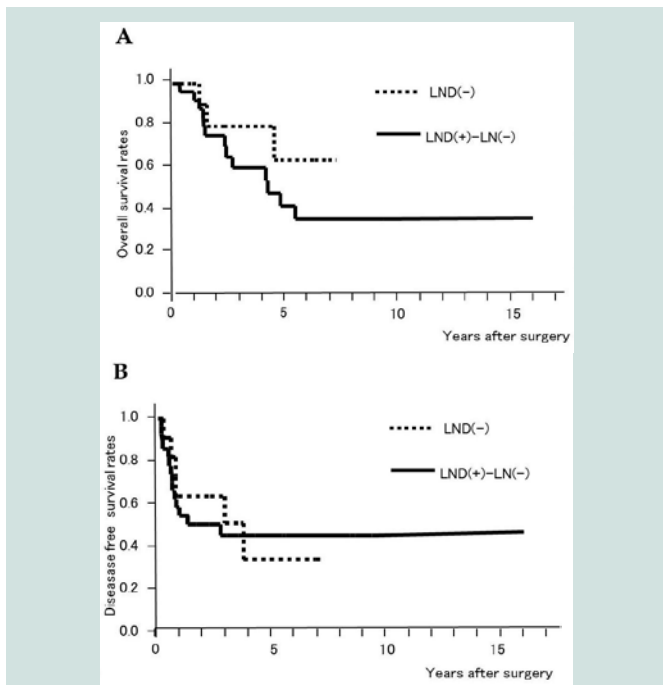 A
Overall survival rates
1.0
0.8
0.6
0.4
0.2
0.0
LND(-)
LND(+)-LN(-)
0 5 10 15
Years after surgery
B
Diseasase free survival rates
1.0
0.8
0.6
0.4
0.2
0.0
LND(-)
LND(+)-LN(-)
0 5 10 15
Years after surgery